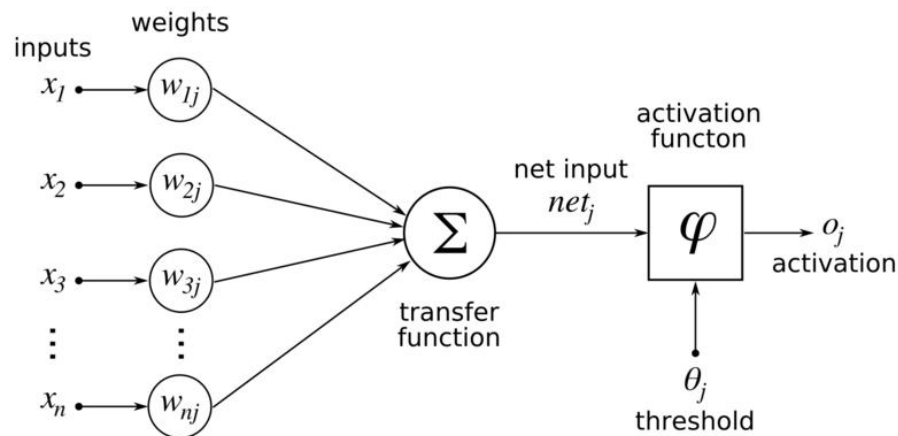 weights
inputs
x₁
w₁ⱼ
activation
functon
x₂
w₂ⱼ
net input
netⱼ
Σ
φ
oⱼ
activation
x₃
w₃ⱼ
transfer
function
⋮
⋮
xₙ
wₙⱼ
θⱼ
threshold